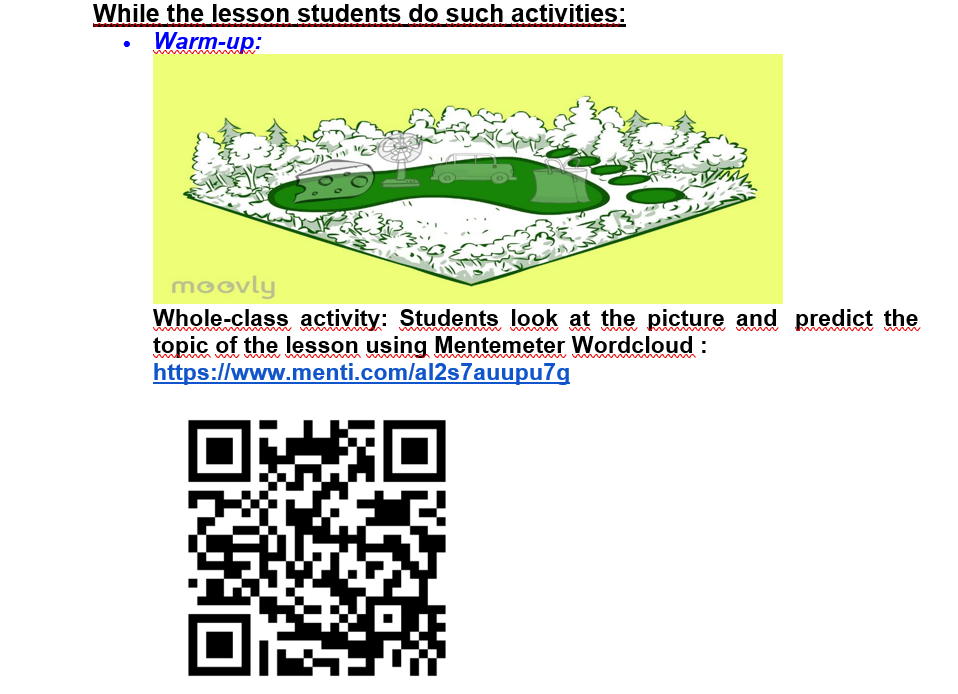 While the lesson students do such activities:
• Warm-up:
moovly
Whole-class activity: Students look at the picture and predict the
topic of the lesson using Mentemeter Wordcloud :
https://www.menti.com/al2s7auupu7g